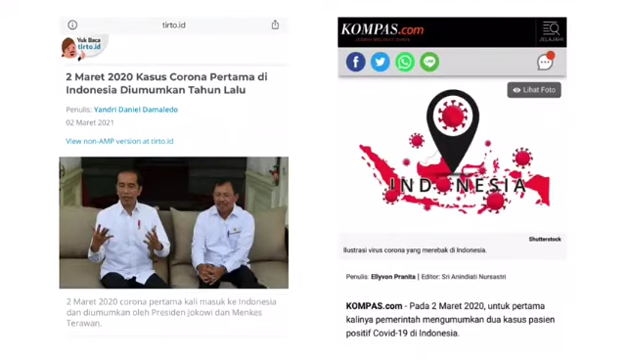 tirto.id
Yuk Baca
tirto.id
2 Maret 2020 Kasus Corona Pertama di
Indonesia Diumumkan Tahun Lalu
Penulis: Yandri Daniel Damaledo
02 Maret 2021
View non-AMP version at tirto.id
2 Maret 2020 corona pertama kali masuk ke Indonesia
dan diumumkan oleh Presiden Jokowi dan Menkes
Terawan.
KOMPAS.com
JERNIH MELIHAT DUNIA
JELAJAHI
Lihat Foto
INDONESIA
Shutterstock
Ilustrasi virus corona yang merebak di Indonesia.
Penulis: Ellyvon Pranita | Editor: Sri Anindiati Nursastri
KOMPAS.com - Pada 2 Maret 2020, untuk pertama
kalinya pemerintah mengumumkan dua kasus pasien
positif Covid-19 di Indonesia.